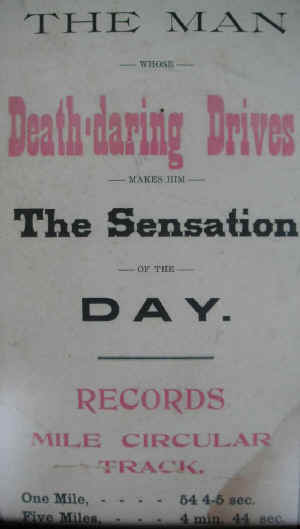 THE MAN
— WHOSE —
Death-daring Drives
— MAKES HIM —
The Sensation
— OF THE —
DAY.
RECORDS
MILE CIRCULAR
TRACK.
One Mile, - - - - 54 4-5 sec.
Five Miles, - - - 4 min. 44 sec.